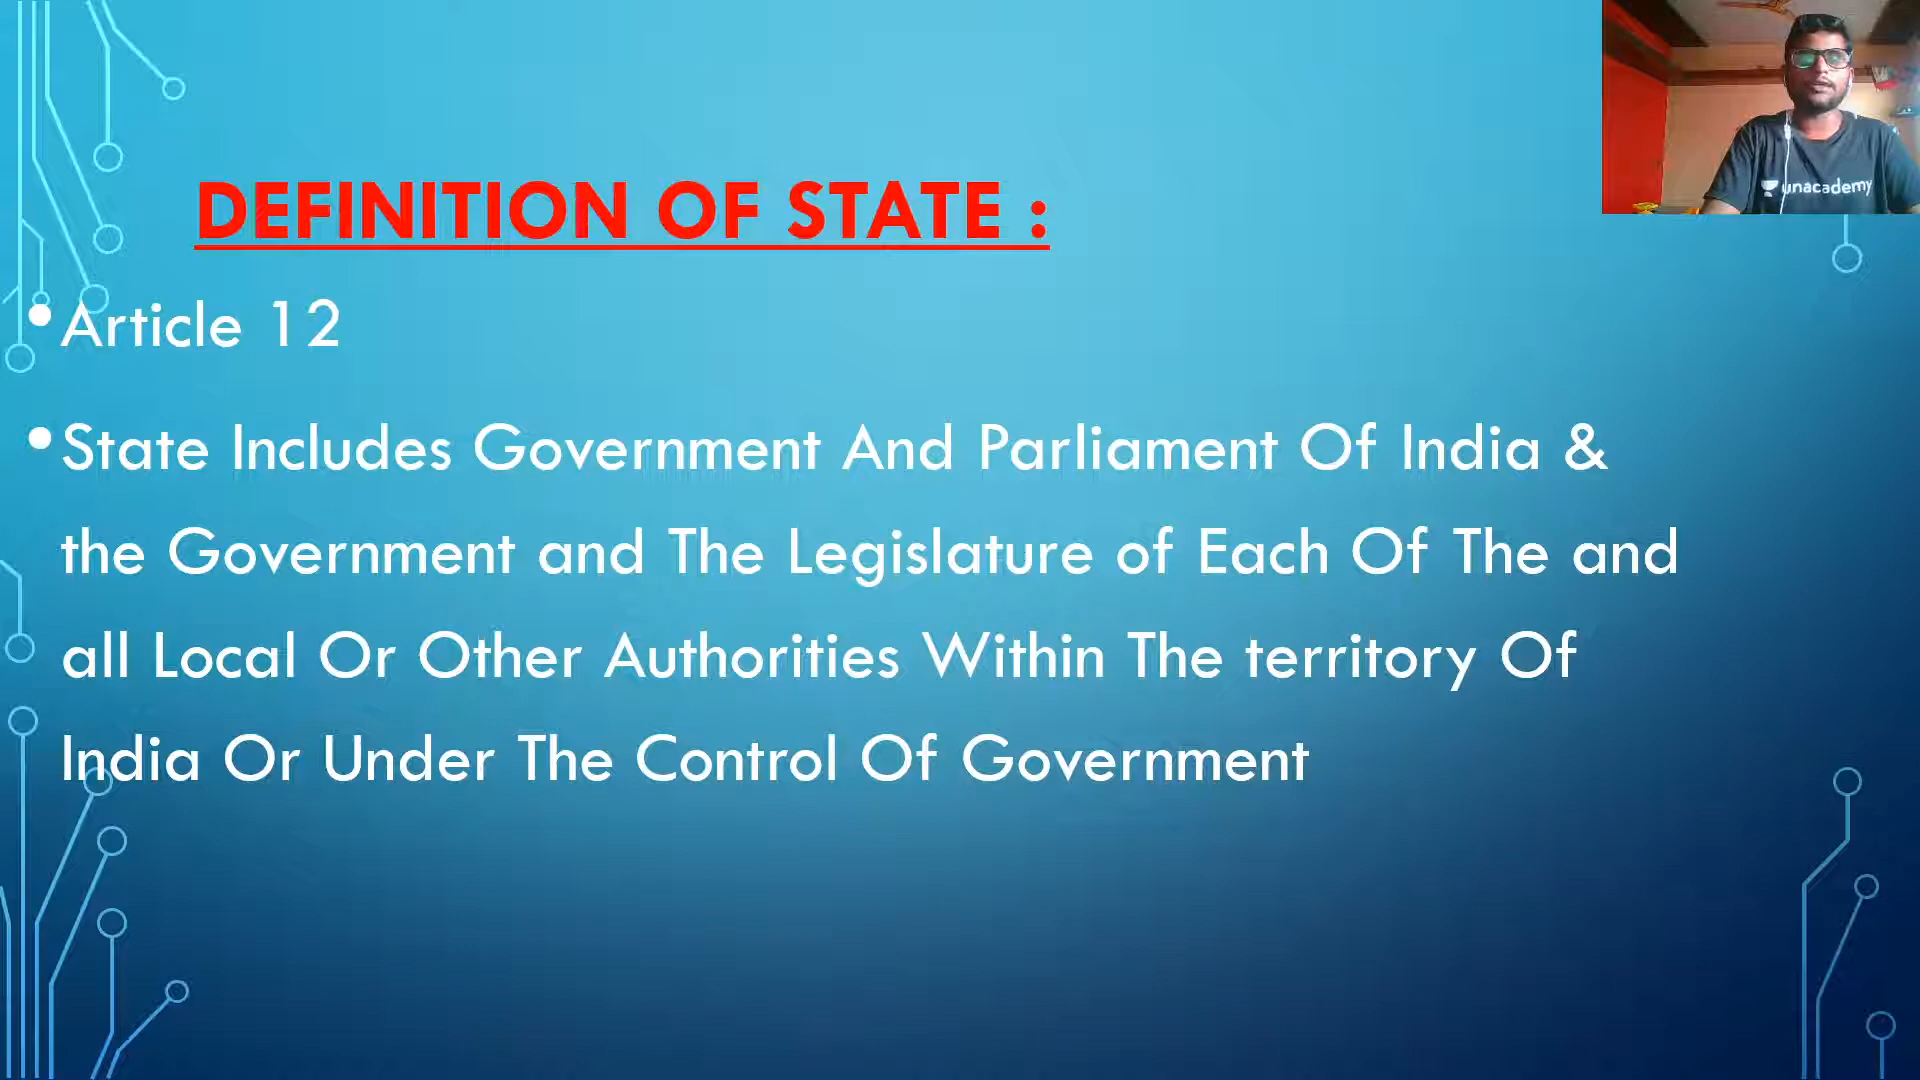 unacademy
DEFINITION OF STATE :
• Article 12
• State Includes Government And Parliament Of India &
the Government and The Legislature of Each Of The and
all Local Or Other Authorities Within The territory Of
India Or Under The Control Of Government